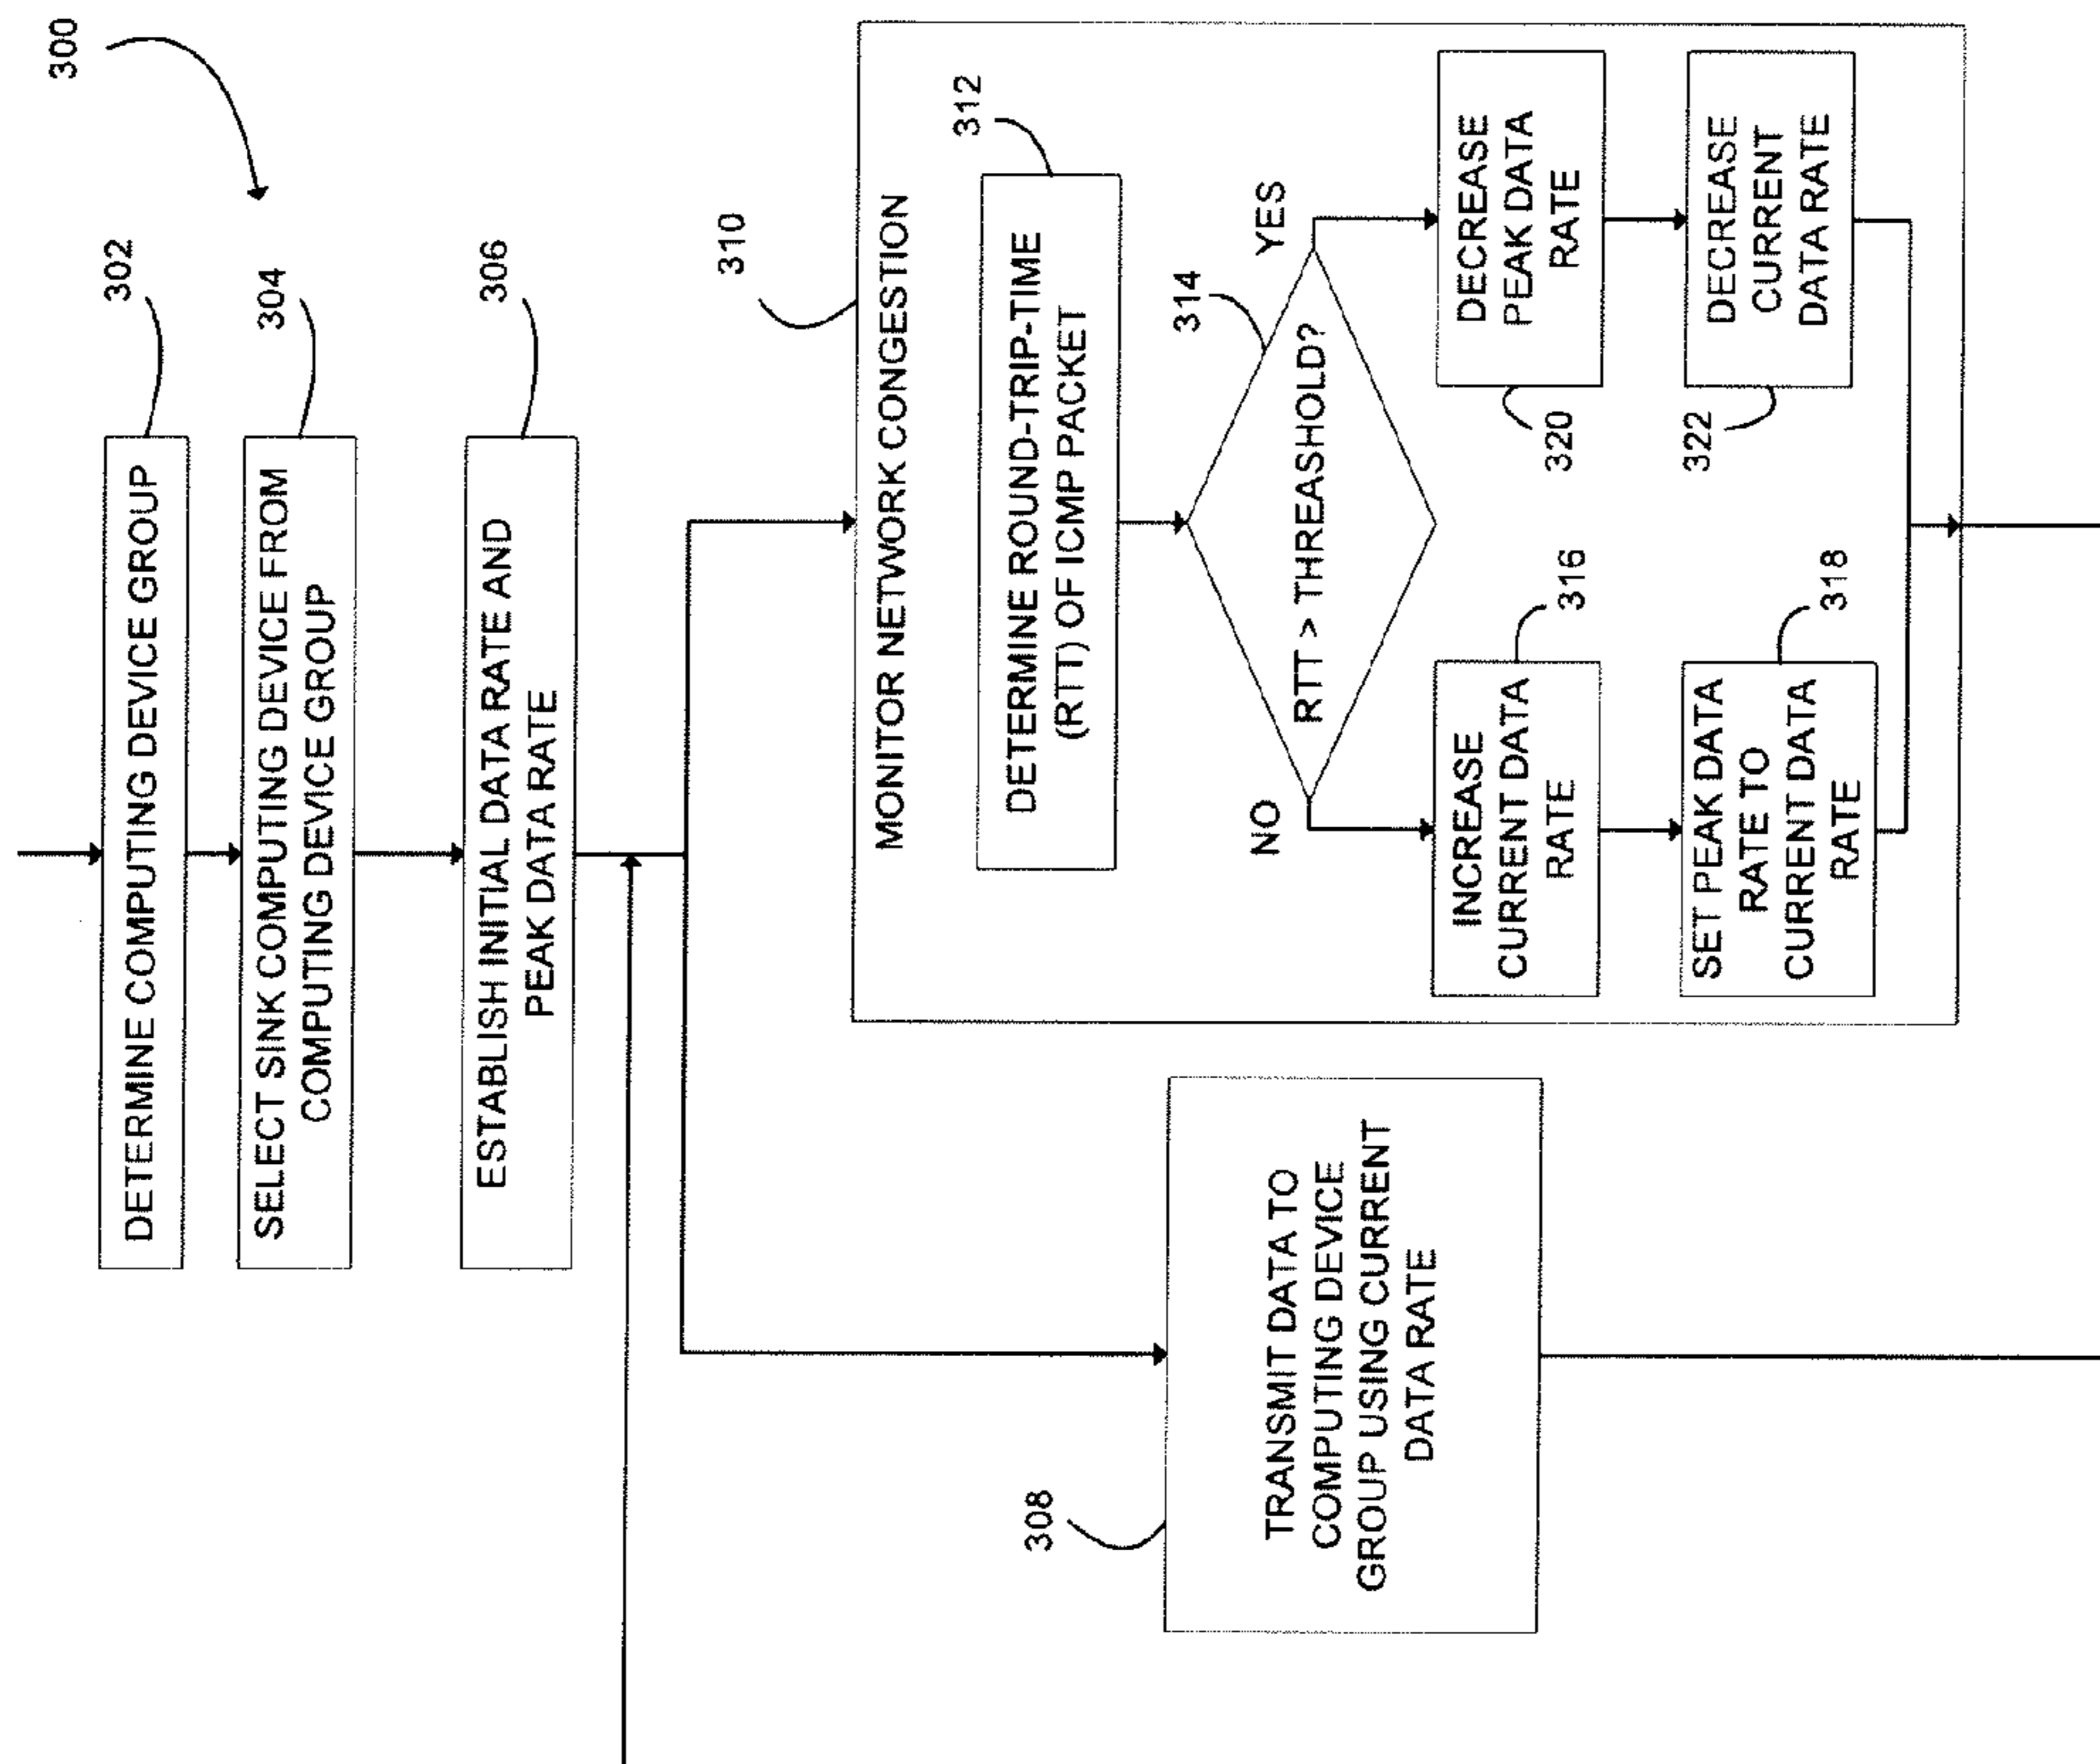 300
302
DETERMINE COMPUTING DEVICE GROUP
304
SELECT SINK COMPUTING DEVICE FROM
COMPUTING DEVICE GROUP
306
ESTABLISH INITIAL DATA RATE AND
PEAK DATA RATE
308
TRANSMIT DATA TO
COMPUTING DEVICE
GROUP USING CURRENT
DATA RATE
310
MONITOR NETWORK CONGESTION
312
DETERMINE ROUND-TRIP-TIME
(RTT) OF ICMP PACKET
314
RTT > THREASHOLD?
NO
YES
INCREASE
CURRENT DATA
RATE
316
SET PEAK DATA
RATE TO
CURRENT DATA
RATE
318
DECREASE
PEAK DATA
RATE
320
DECREASE
CURRENT
DATA RATE
322